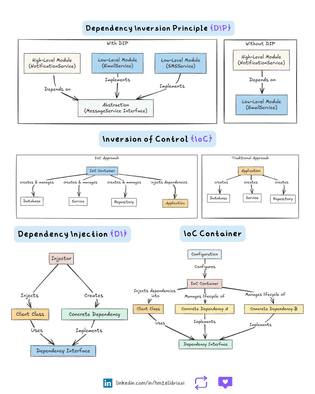 Dependency Inversion Principle {DIP}
With DIP
Without DIP
High-Level Module
(NotificationService)
Low-Level Module
(EmailService)
Low-Level Module
(SMSService)
Depends on
Implements
Implements
Abstraction
(MessageService Interface)
High-Level Module
(NotificationService)
Depends on
Low-Level Module
(EmailService)
Inversion of Control {IoC}
IoC Approach
IoC Container
creates & manages
creates & manages
creates & manages
injects dependencies
Database
Service
Repository
Application
Traditional Approach
Application
creates
creates
creates
Database
Service
Repository
Dependency Injection {DI}
Injector
Injects
Creates
Client Class
Concrete Dependency
Uses
Implements
Dependency Interface
IoC Container
Configuration
Configures
IoC Container
Injects dependencies
into
Manages lifecycle of
Manages lifecycle of
Client Class
Concrete Dependency A
Concrete Dependency B
Uses
Implements
Implements
Dependency Interface
in